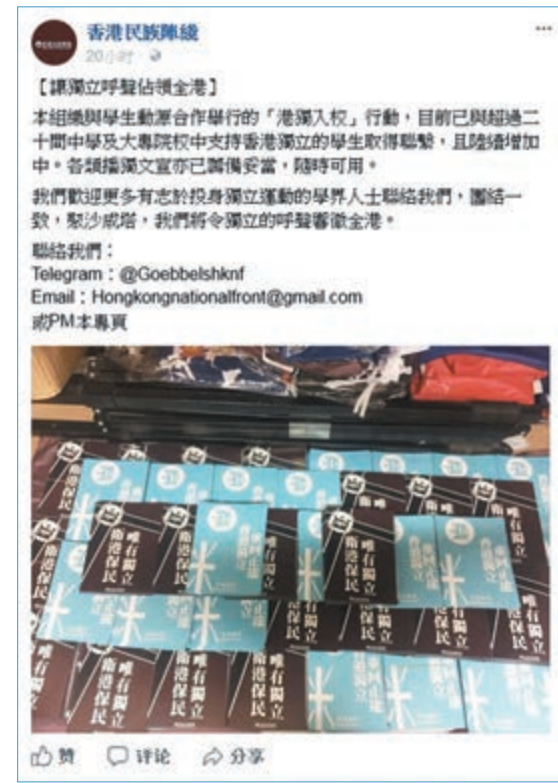 香港民族陣綫
20小时
【讓獨立呼聲佔領全港】
本組織與學生動源合作舉行的「港獨入校」行動，目前已與超過二
十間中學及大專院校中支持香港獨立的學生取得聯繫，且陸續增加
中。各類播獨文宣亦已籌備妥當，隨時可用。
我們歡迎更多有志於投身獨立運動的學界人士聯絡我們，團結一
致，聚沙成塔，我們將令獨立的呼聲響徹全港。
聯絡我們：
Telegram：@Goebbelshknf
Email：Hongkongnationalfront@gmail.com
或PM本專頁
唯有獨立
衛港保民
香港獨立
赞
评论
分享